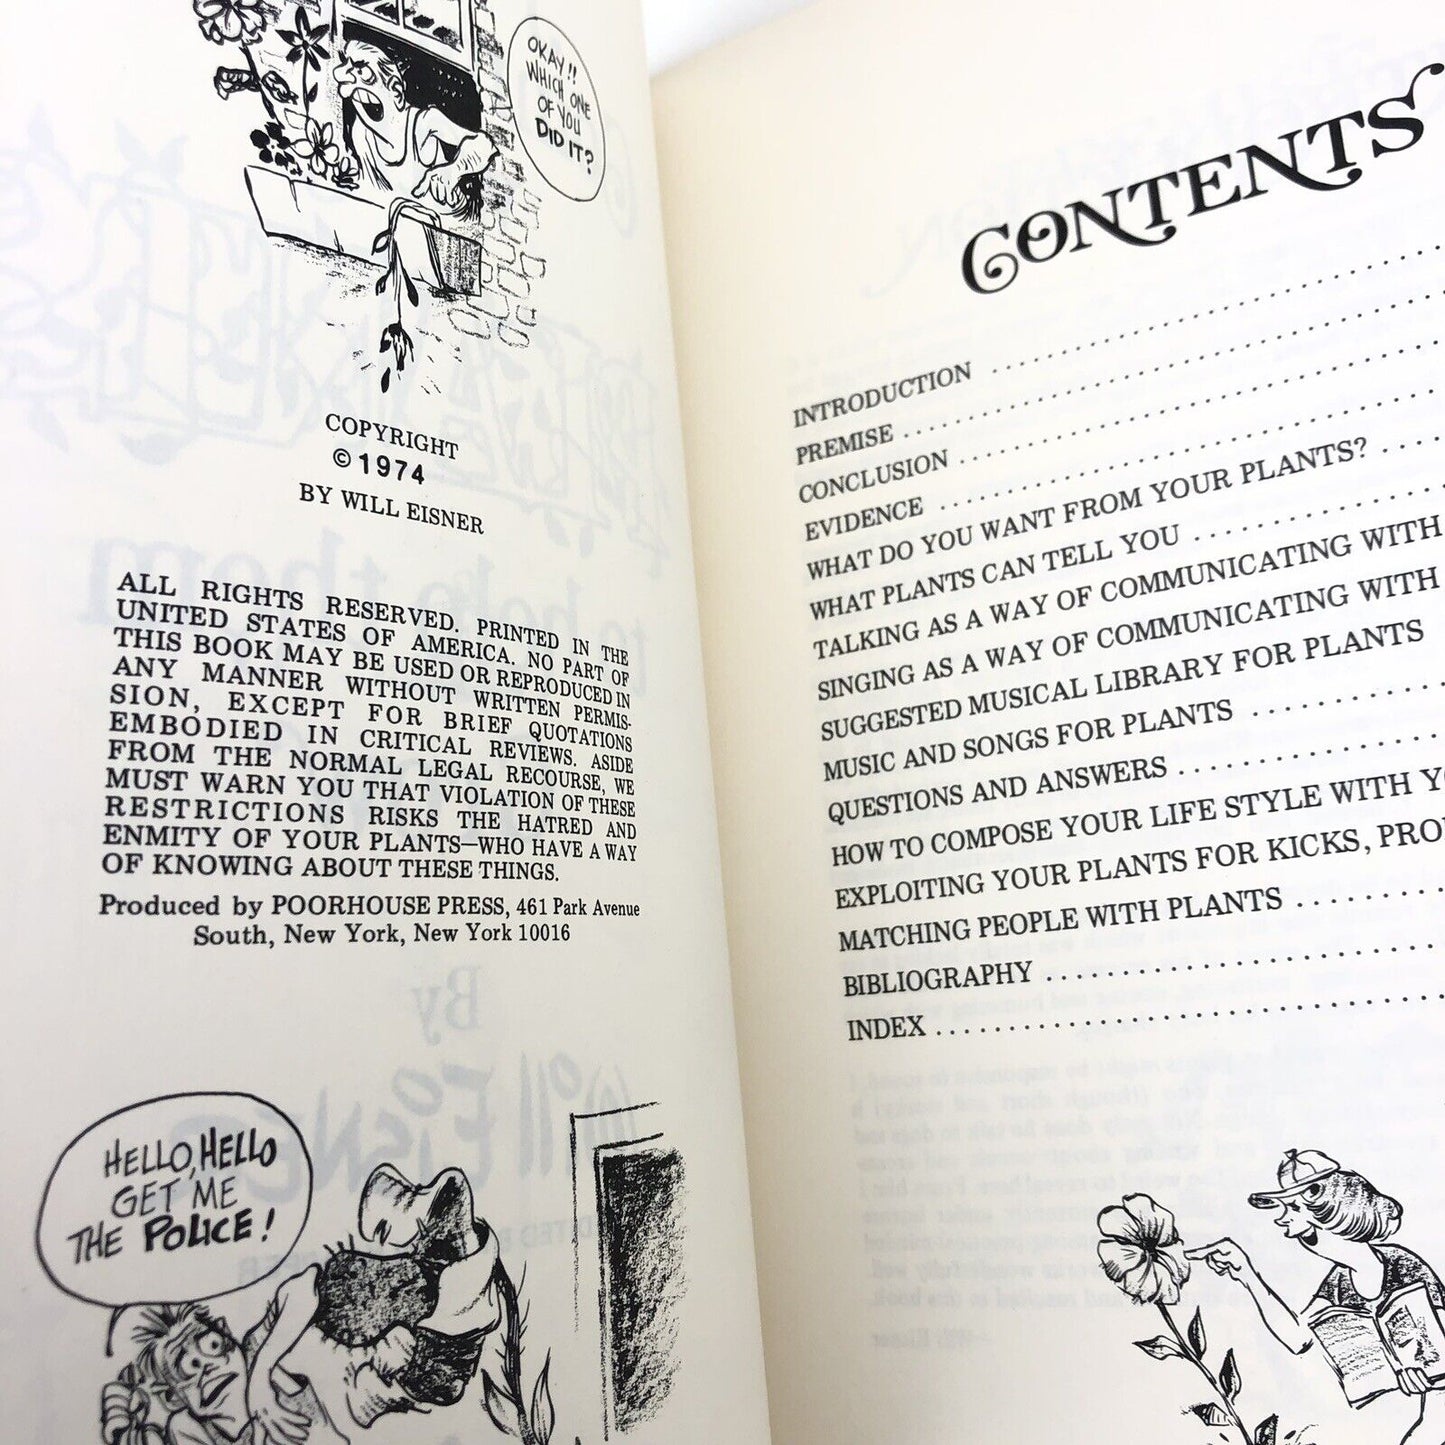 OKAY!!
WHICH ONE
OF YOU
DID IT?
COPYRIGHT
© 1974
BY WILL EISNER
ALL RIGHTS RESERVED. PRINTED IN THE
UNITED STATES OF AMERICA. NO PART OF
THIS BOOK MAY BE USED OR REPRODUCED IN
ANY MANNER WITHOUT WRITTEN PERMIS-
SION, EXCEPT FOR BRIEF QUOTATIONS
EMBODIED IN CRITICAL REVIEWS. ASIDE
FROM THE NORMAL LEGAL RECOURSE, WE
MUST WARN YOU THAT VIOLATION OF THESE
RESTRICTIONS RISKS THE HATRED AND
ENMITY OF YOUR PLANTS—WHO HAVE A WAY
OF KNOWING ABOUT THESE THINGS.
Produced by POORHOUSE PRESS, 461 Park Avenue
South, New York, New York 10016
HELLO, HELLO
GET ME
THE POLICE!
CONTENTS
INTRODUCTION
PREMISE
CONCLUSION
EVIDENCE
WHAT DO YOU WANT FROM YOUR PLANTS?
WHAT PLANTS CAN TELL YOU
TALKING AS A WAY OF COMMUNICATING WITH
SINGING AS A WAY OF COMMUNICATING WITH
SUGGESTED MUSICAL LIBRARY FOR PLANTS
MUSIC AND SONGS FOR PLANTS
QUESTIONS AND ANSWERS
HOW TO COMPOSE YOUR LIFE STYLE WITH YO
EXPLOITING YOUR PLANTS FOR KICKS, PRO
MATCHING PEOPLE WITH PLANTS
BIBLIOGRAPHY
INDEX